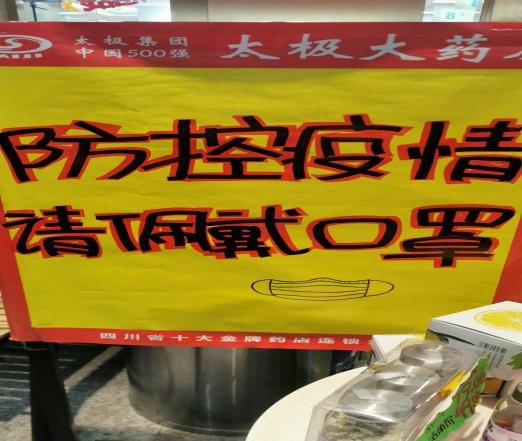 太极集团
中国500强
太极大药房
防控疫情
请佩戴口罩
四川省十大金牌药店连锁